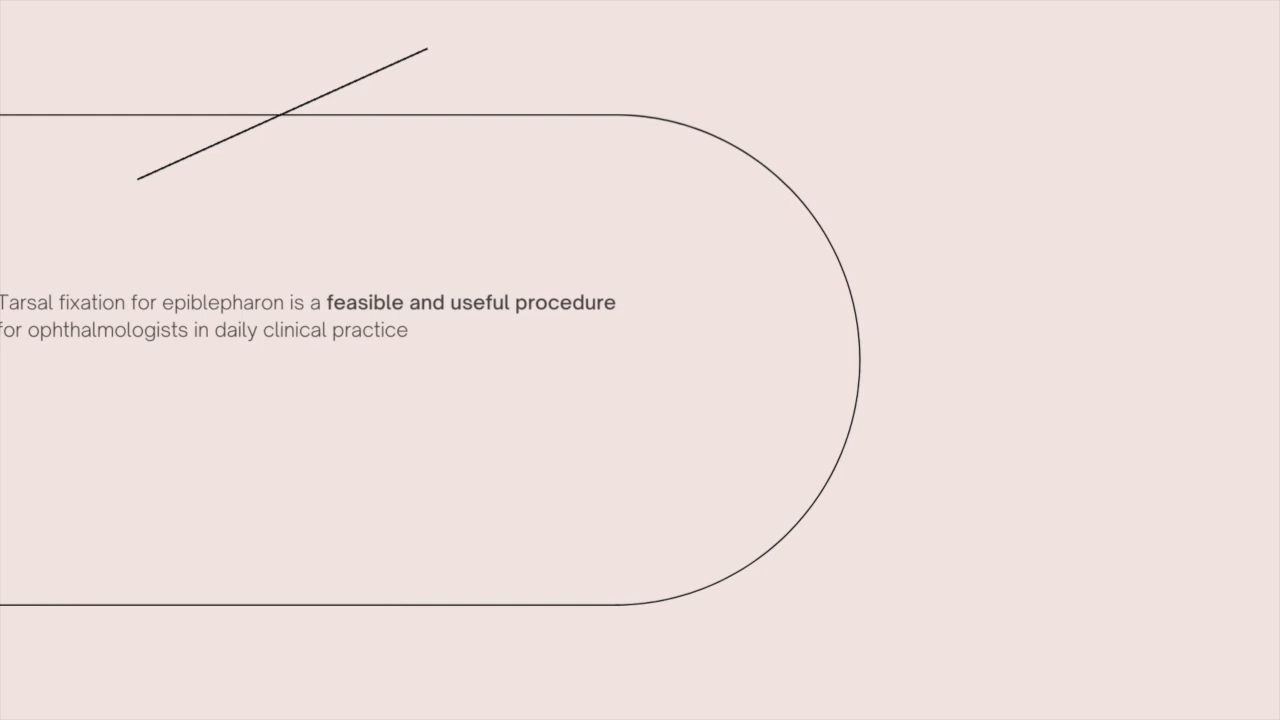 Tarsal fixation for epiblepharon is a feasible and useful procedure
for ophthalmologists in daily clinical practice